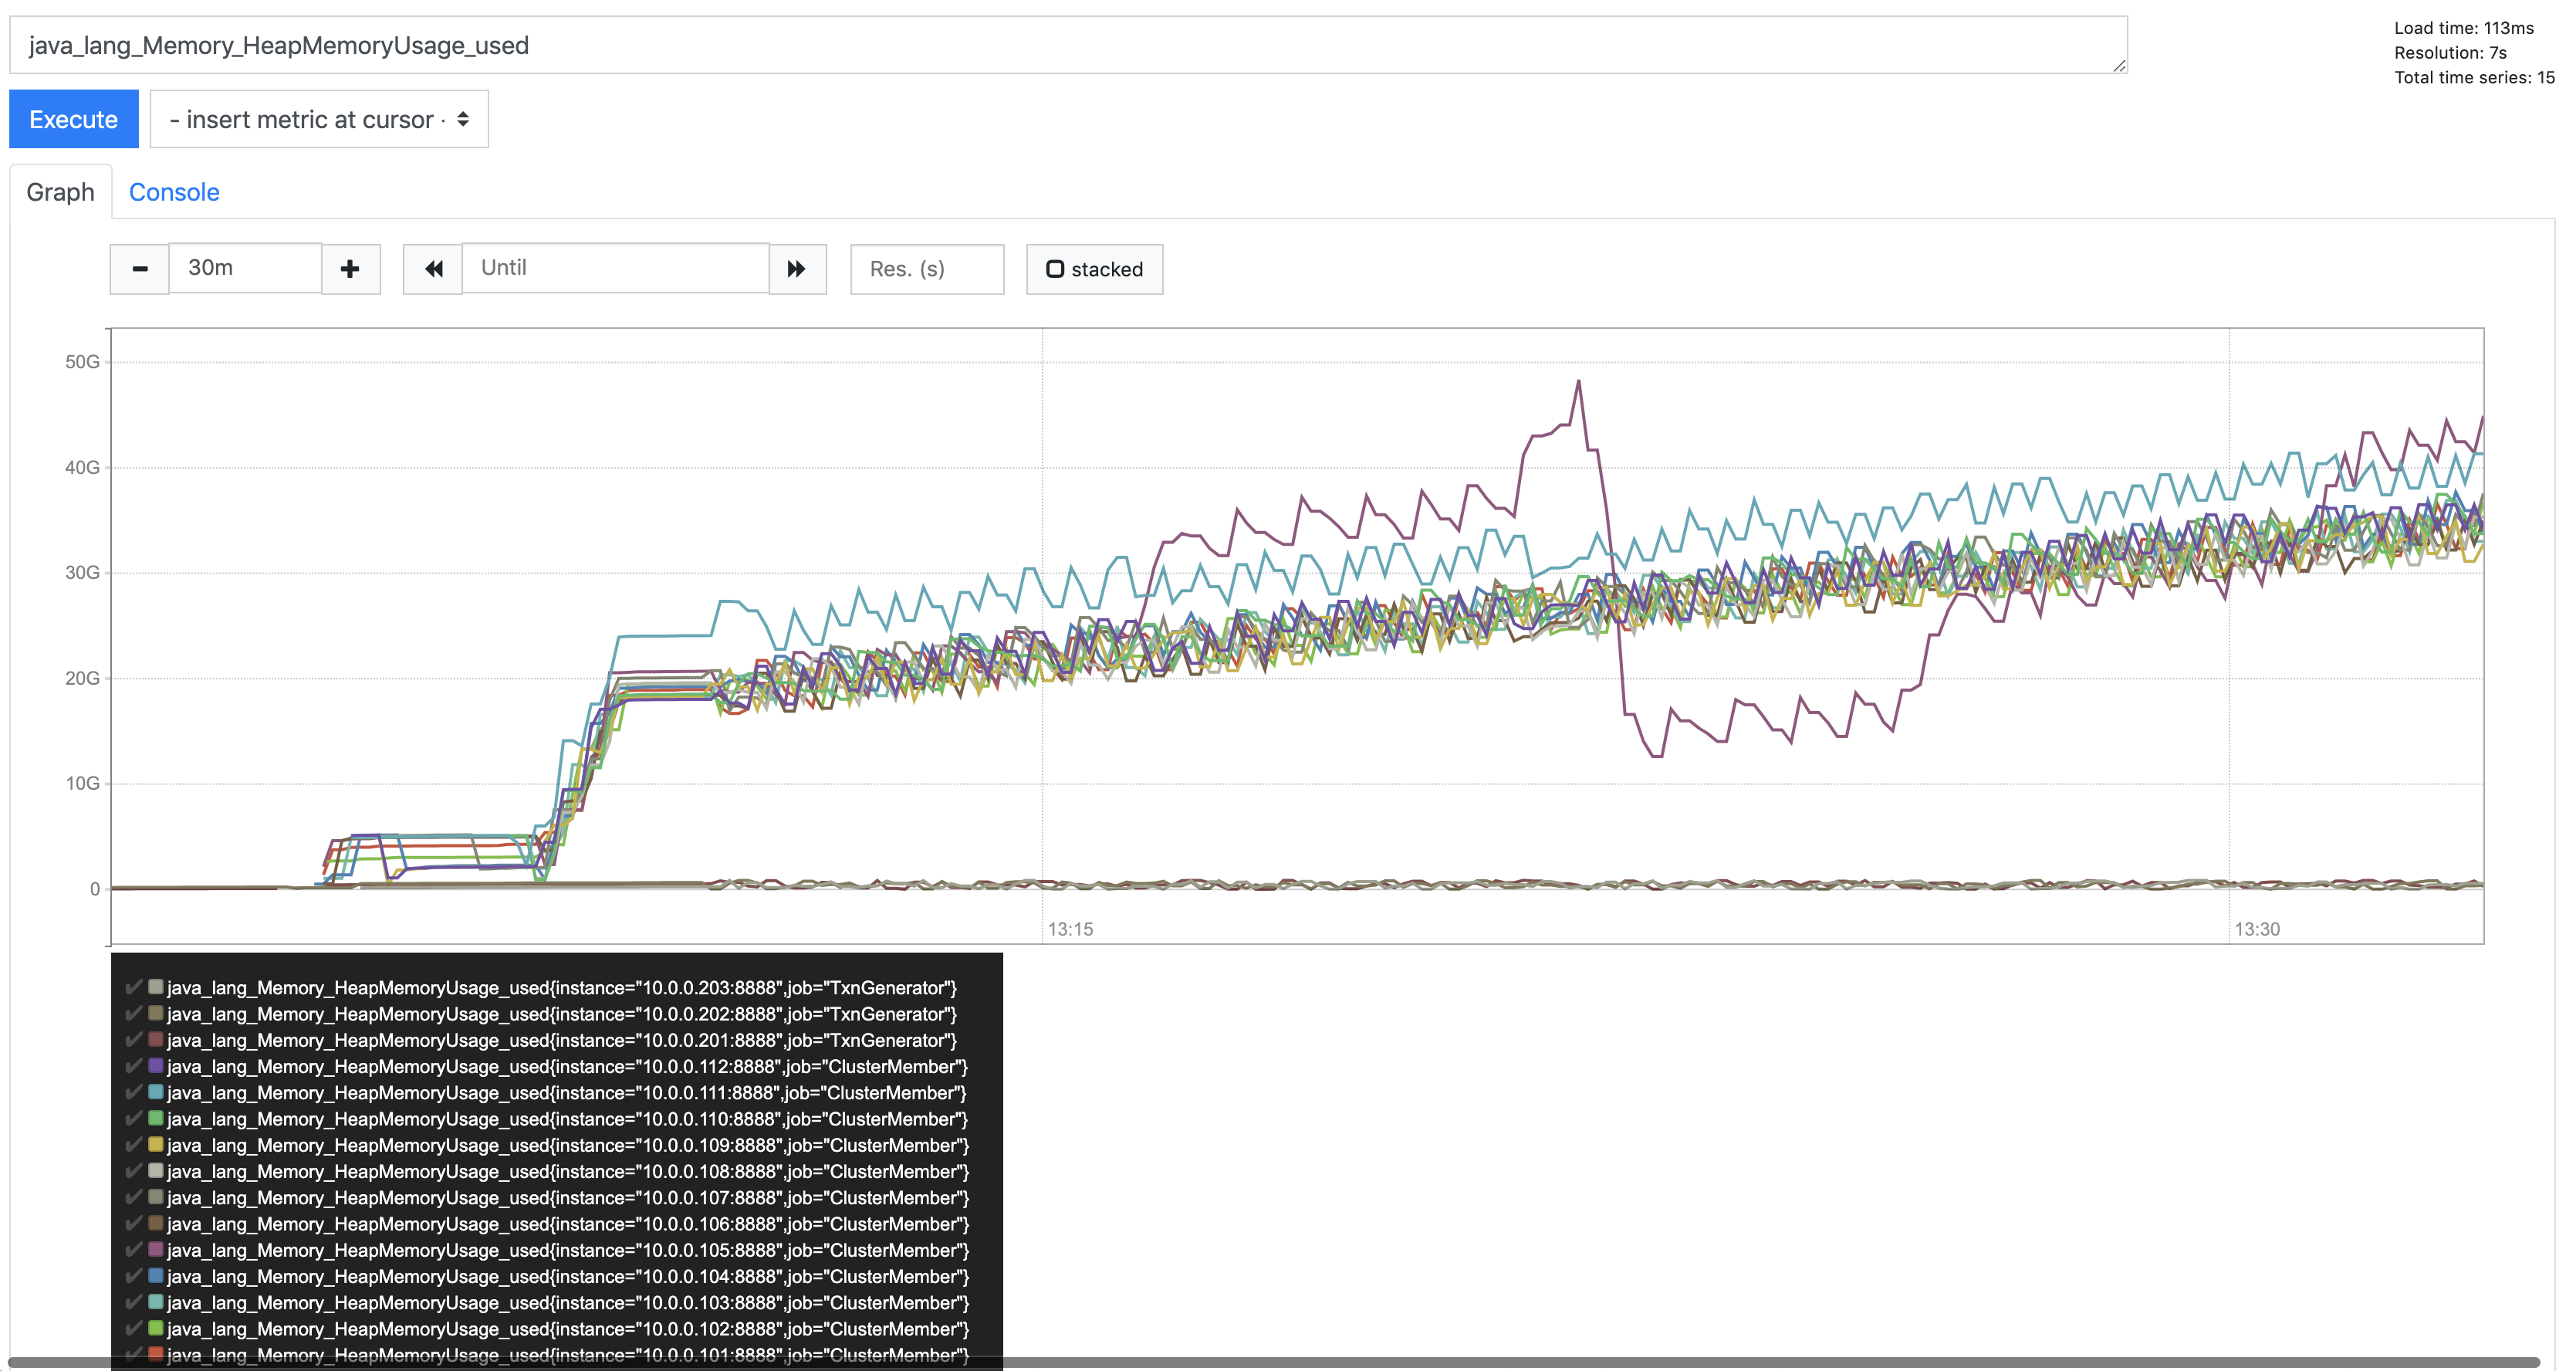 java_lang_Memory_HeapMemoryUsage_used
Load time: 113ms
Resolution: 7s
Total time series: 15
Execute
- insert metric at cursor -
Graph
Console
30m
Until
Res. (s)
stacked
50G
40G
30G
20G
10G
0
13:15
13:30
java_lang_Memory_HeapMemoryUsage_used{instance="10.0.0.203:8888",job="TxnGenerator"}
java_lang_Memory_HeapMemoryUsage_used{instance="10.0.0.202:8888",job="TxnGenerator"}
java_lang_Memory_HeapMemoryUsage_used{instance="10.0.0.201:8888",job="TxnGenerator"}
java_lang_Memory_HeapMemoryUsage_used{instance="10.0.0.112:8888",job="ClusterMember"}
java_lang_Memory_HeapMemoryUsage_used{instance="10.0.0.111:8888",job="ClusterMember"}
java_lang_Memory_HeapMemoryUsage_used{instance="10.0.0.110:8888",job="ClusterMember"}
java_lang_Memory_HeapMemoryUsage_used{instance="10.0.0.109:8888",job="ClusterMember"}
java_lang_Memory_HeapMemoryUsage_used{instance="10.0.0.108:8888",job="ClusterMember"}
java_lang_Memory_HeapMemoryUsage_used{instance="10.0.0.107:8888",job="ClusterMember"}
java_lang_Memory_HeapMemoryUsage_used{instance="10.0.0.106:8888",job="ClusterMember"}
java_lang_Memory_HeapMemoryUsage_used{instance="10.0.0.105:8888",job="ClusterMember"}
java_lang_Memory_HeapMemoryUsage_used{instance="10.0.0.104:8888",job="ClusterMember"}
java_lang_Memory_HeapMemoryUsage_used{instance="10.0.0.103:8888",job="ClusterMember"}
java_lang_Memory_HeapMemoryUsage_used{instance="10.0.0.102:8888",job="ClusterMember"}
java_lang_Memory_HeapMemoryUsage_used{instance="10.0.0.101:8888",job="ClusterMember"}